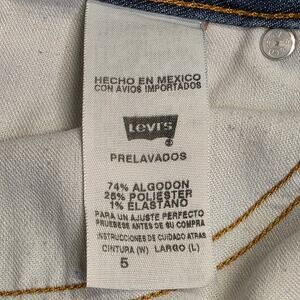 HECHO EN MEXICO
CON AVIOS IMPORTADOS
Levi's
®
PRELAVADOS
74% ALGODON
25% POLIESTER
1% ELASTANO
PARA UN AJUSTE PERFECTO
PRUEBESE ANTES DE SU COMPRA
INSTRUCCIONES DE CUIDADO ATRAS
CINTURA (W) LARGO (L)
5